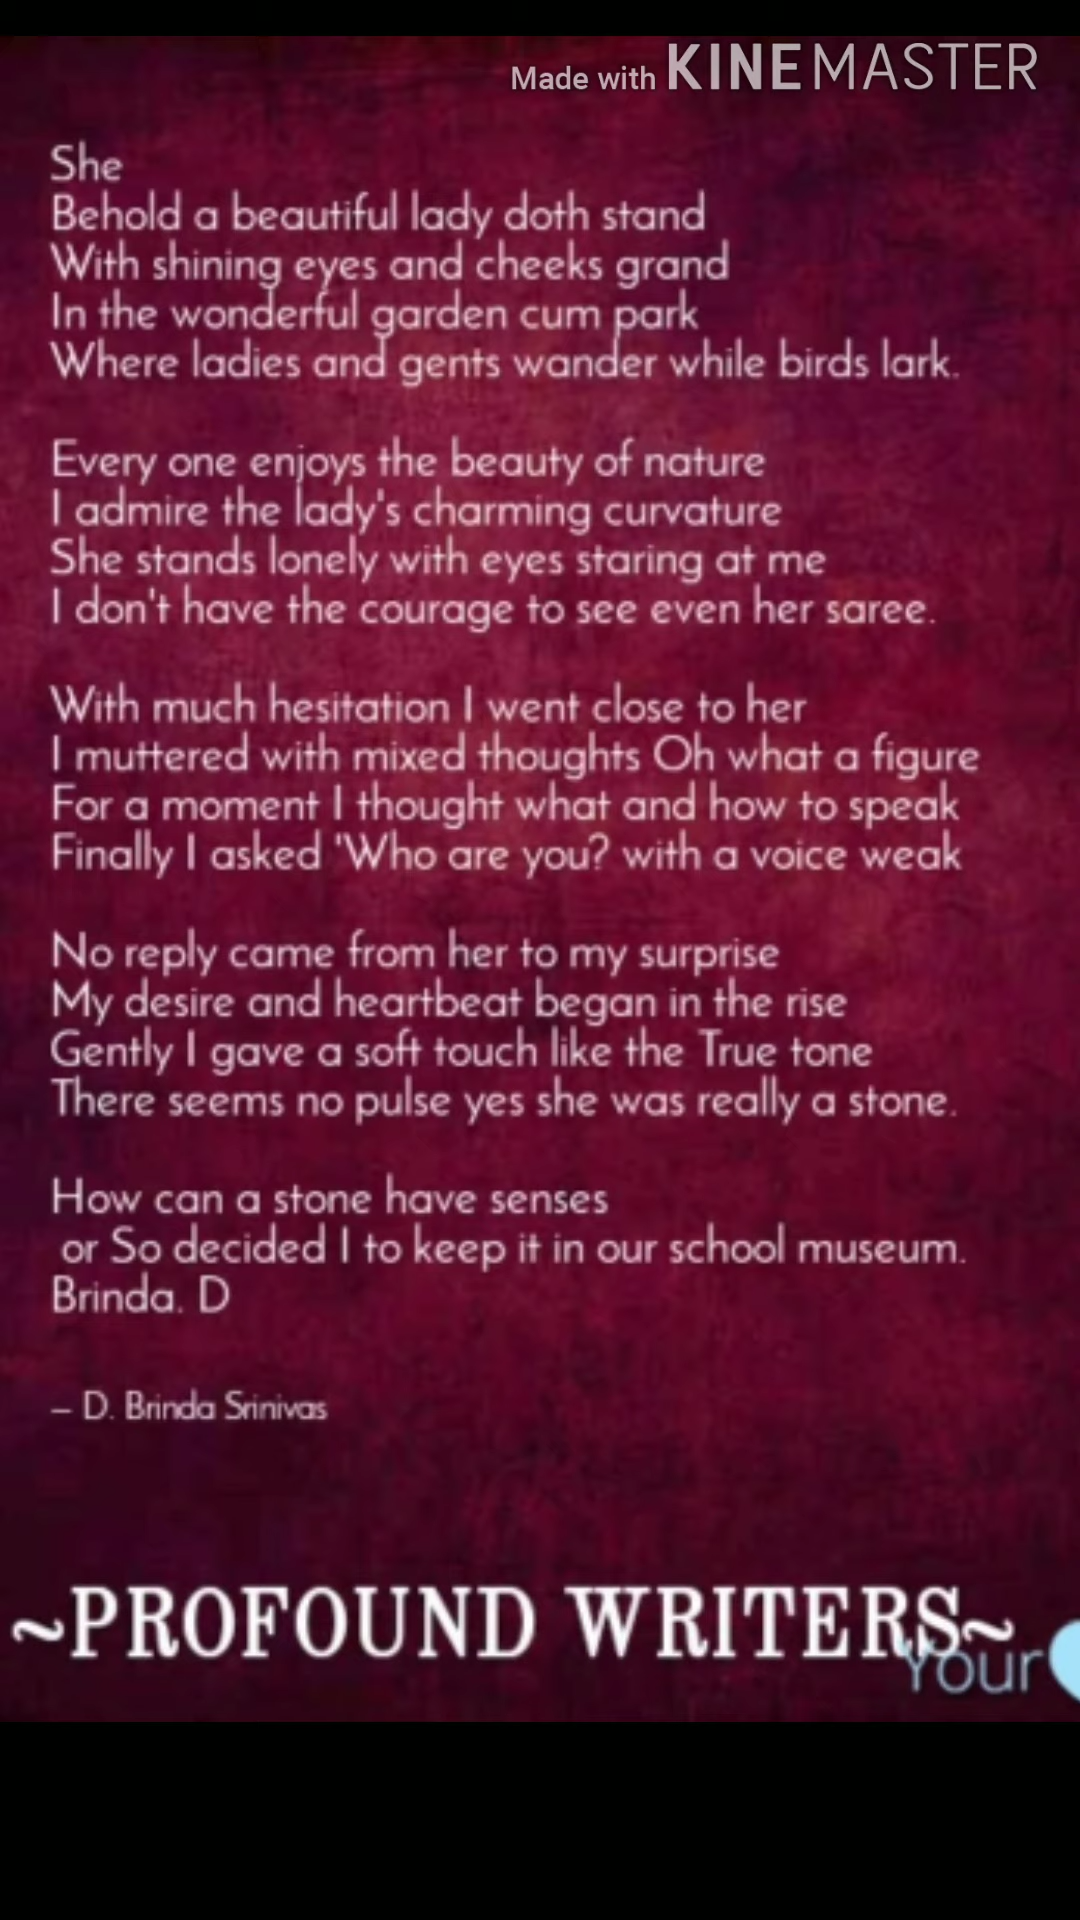 Made with KINEMASTER
She
Behold a beautiful lady doth stand
With shining eyes and cheeks grand
In the wonderful garden cum park
Where ladies and gents wander while birds lark.
Every one enjoys the beauty of nature
I admire the lady's charming curvature
She stands lonely with eyes staring at me
I don't have the courage to see even her saree.
With much hesitation I went close to her
I muttered with mixed thoughts Oh what a figure
For a moment I thought what and how to speak
Finally I asked 'Who are you? with a voice weak
No reply came from her to my surprise
My desire and heartbeat began in the rise
Gently I gave a soft touch like the True tone
There seems no pulse yes she was really a stone.
How can a stone have senses
or So decided I to keep it in our school museum.
Brinda. D
– D. Brinda Srinivas
~PROFOUND WRITERS~
Your